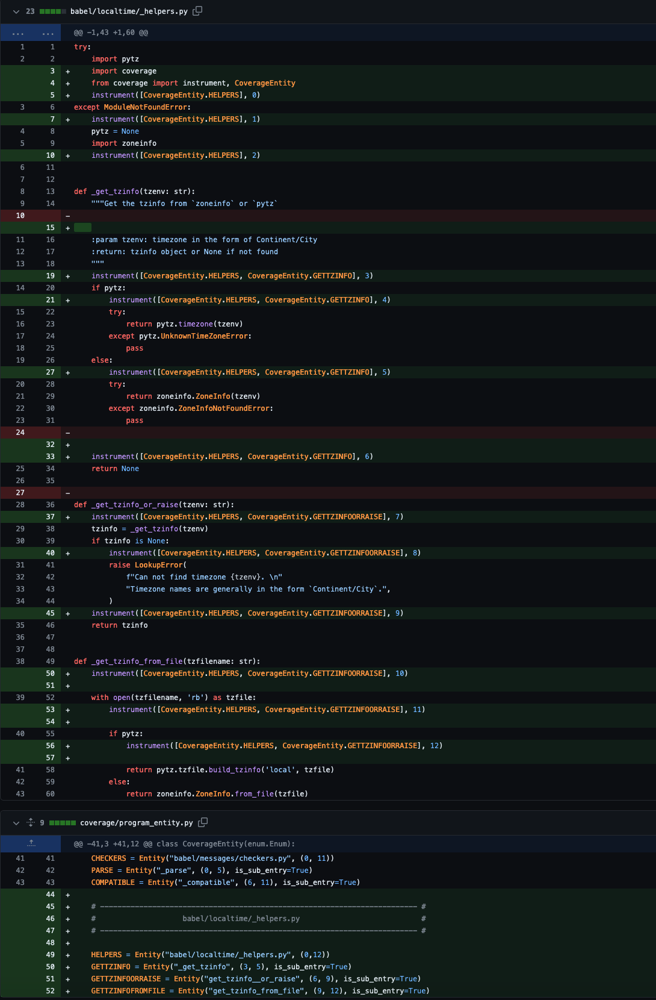 23 babel/localtime/_helpers.py
... ... @@ -1,43 +1,60 @@
1 1 try:
2 2 import pytz
3 + import coverage
4 + from coverage import instrument, CoverageEntity
5 + instrument([CoverageEntity.HELPERS], 0)
3 6 except ModuleNotFoundError:
7 + instrument([CoverageEntity.HELPERS], 1)
4 8 pytz = None
5 9 import zoneinfo
10 + instrument([CoverageEntity.HELPERS], 2)
6 11
7 12
8 13 def _get_tzinfo(tzenv: str):
9 14 """Get the tzinfo from `zoneinfo` or `pytz`
10 -
15 +
11 16 :param tzenv: timezone in the form of Continent/City
12 17 :return: tzinfo object or None if not found
13 18 """
19 + instrument([CoverageEntity.HELPERS, CoverageEntity.GETTZINFO], 3)
14 20 if pytz:
21 + instrument([CoverageEntity.HELPERS, CoverageEntity.GETTZINFO], 4)
15 22 try:
16 23 return pytz.timezone(tzenv)
17 24 except pytz.UnknownTimeZoneError:
18 25 pass
19 26 else:
27 + instrument([CoverageEntity.HELPERS, CoverageEntity.GETTZINFO], 5)
20 28 try:
21 29 return zoneinfo.ZoneInfo(tzenv)
22 30 except zoneinfo.ZoneInfoNotFoundError:
23 31 pass
24 -
32 +
33 + instrument([CoverageEntity.HELPERS, CoverageEntity.GETTZINFO], 6)
25 34 return None
26 35
27 -
28 36 def _get_tzinfo_or_raise(tzenv: str):
37 + instrument([CoverageEntity.HELPERS, CoverageEntity.GETTZINFOORRAISE], 7)
29 38 tzinfo = _get_tzinfo(tzenv)
30 39 if tzinfo is None:
40 + instrument([CoverageEntity.HELPERS, CoverageEntity.GETTZINFOORRAISE], 8)
31 41 raise LookupError(
32 42 f"Can not find timezone {tzenv}. \n"
33 43 "Timezone names are generally in the form `Continent/City`.",
34 44 )
45 + instrument([CoverageEntity.HELPERS, CoverageEntity.GETTZINFOORRAISE], 9)
35 46 return tzinfo
36 47
37 48
38 49 def _get_tzinfo_from_file(tzfilename: str):
50 + instrument([CoverageEntity.HELPERS, CoverageEntity.GETTZINFOORRAISE], 10)
51 +
39 52 with open(tzfilename, 'rb') as tzfile:
53 + instrument([CoverageEntity.HELPERS, CoverageEntity.GETTZINFOORRAISE], 11)
54 +
40 55 if pytz:
56 + instrument([CoverageEntity.HELPERS, CoverageEntity.GETTZINFOORRAISE], 12)
57 +
41 58 return pytz.tzfile.build_tzinfo('local', tzfile)
42 59 else:
43 60 return zoneinfo.ZoneInfo.from_file(tzfile)
9 coverage/program_entity.py
@@ -41,3 +41,12 @@ class CoverageEntity(enum.Enum):
41 41 CHECKERS = Entity("babel/messages/checkers.py", (0, 11))
42 42 PARSE = Entity("_parse", (0, 5), is_sub_entry=True)
43 43 COMPATIBLE = Entity("_compatible", (6, 11), is_sub_entry=True)
44 +
45 + # ------------------------------------------------------------------------- #
46 + # babel/localtime/_helpers.py #
47 + # ------------------------------------------------------------------------- #
48 +
49 + HELPERS = Entity("babel/localtime/_helpers.py", (0,12))
50 + GETTZINFO = Entity("_get_tzinfo", (3, 5), is_sub_entry=True)
51 + GETTZINFOORRAISE = Entity("get_tzinfo__or_raise", (6, 9), is_sub_entry=True)
52 + GETTZINFOFROMFILE = Entity("get_tzinfo_from_file", (9, 12), is_sub_entry=True)